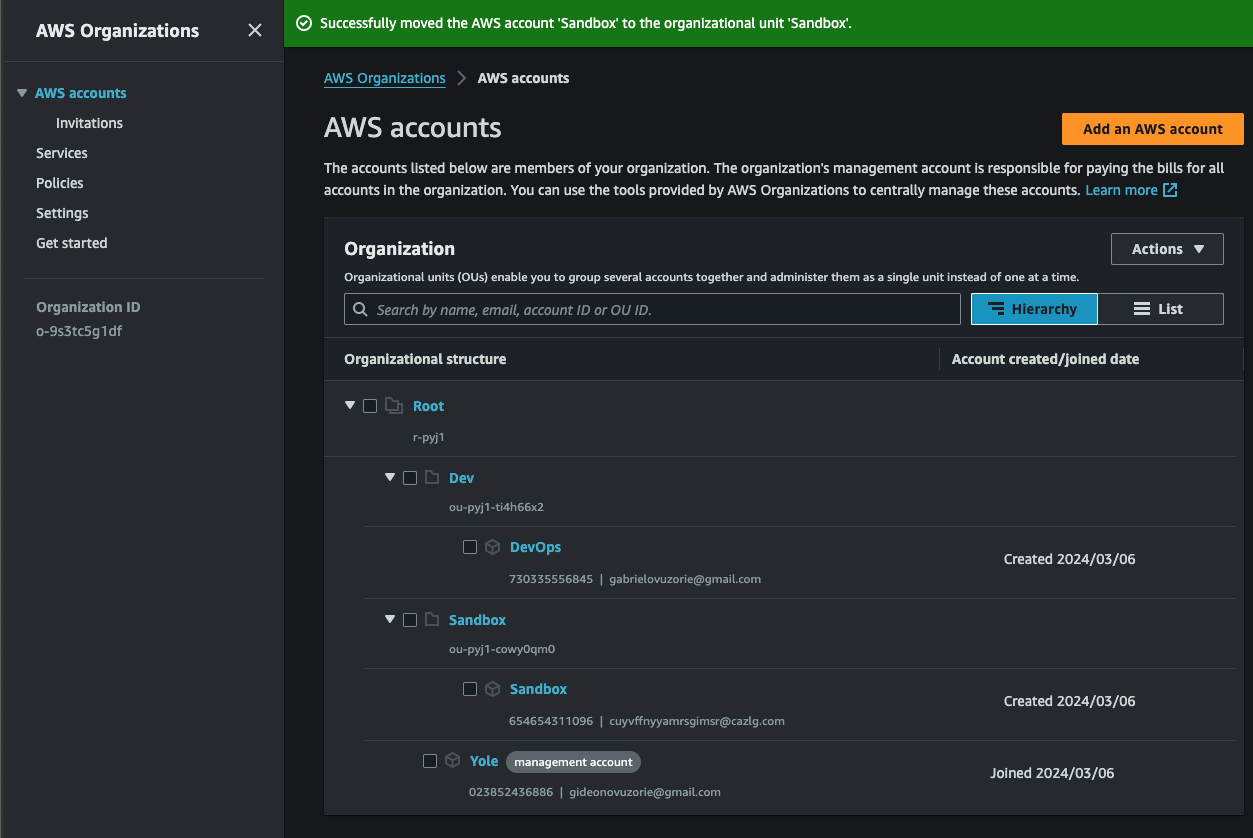 AWS Organizations
Successfully moved the AWS account 'Sandbox' to the organizational unit 'Sandbox'.
AWS accounts
Invitations
Services
Policies
Settings
Get started
Organization ID
o-9s3tc5g1df
AWS Organizations
AWS accounts
AWS accounts
Add an AWS account
The accounts listed below are members of your organization. The organization's management account is responsible for paying the bills for all
accounts in the organization. You can use the tools provided by AWS Organizations to centrally manage these accounts. Learn more
Organization
Actions
Organizational units (OUs) enable you to group several accounts together and administer them as a single unit instead of one at a time.
Search by name, email, account ID or OU ID.
Hierarchy
List
Organizational structure
Account created/joined date
Root
r-pyj1
Dev
ou-pyj1-ti4h66x2
DevOps
Created 2024/03/06
730335556845 | gabrielovuzorie@gmail.com
Sandbox
ou-pyj1-cowy0qm0
Sandbox
Created 2024/03/06
654654311096 | cuyvffnyyamrsgimsr@cazlg.com
Yole management account
Joined 2024/03/06
023852436886 | gideonovuzorie@gmail.com